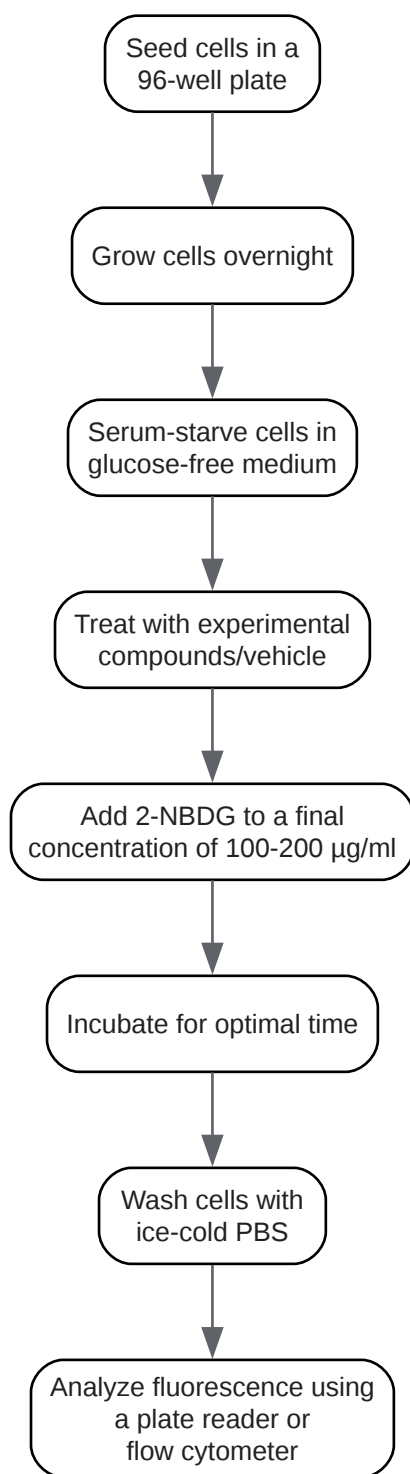 Seed cells in a
96-well plate
Grow cells overnight
Serum-starve cells in
glucose-free medium
Treat with experimental
compounds/vehicle
Add 2-NBDG to a final
concentration of 100-200 µg/ml
Incubate for optimal time
Wash cells with
ice-cold PBS
Analyze fluorescence using
a plate reader or
flow cytometer